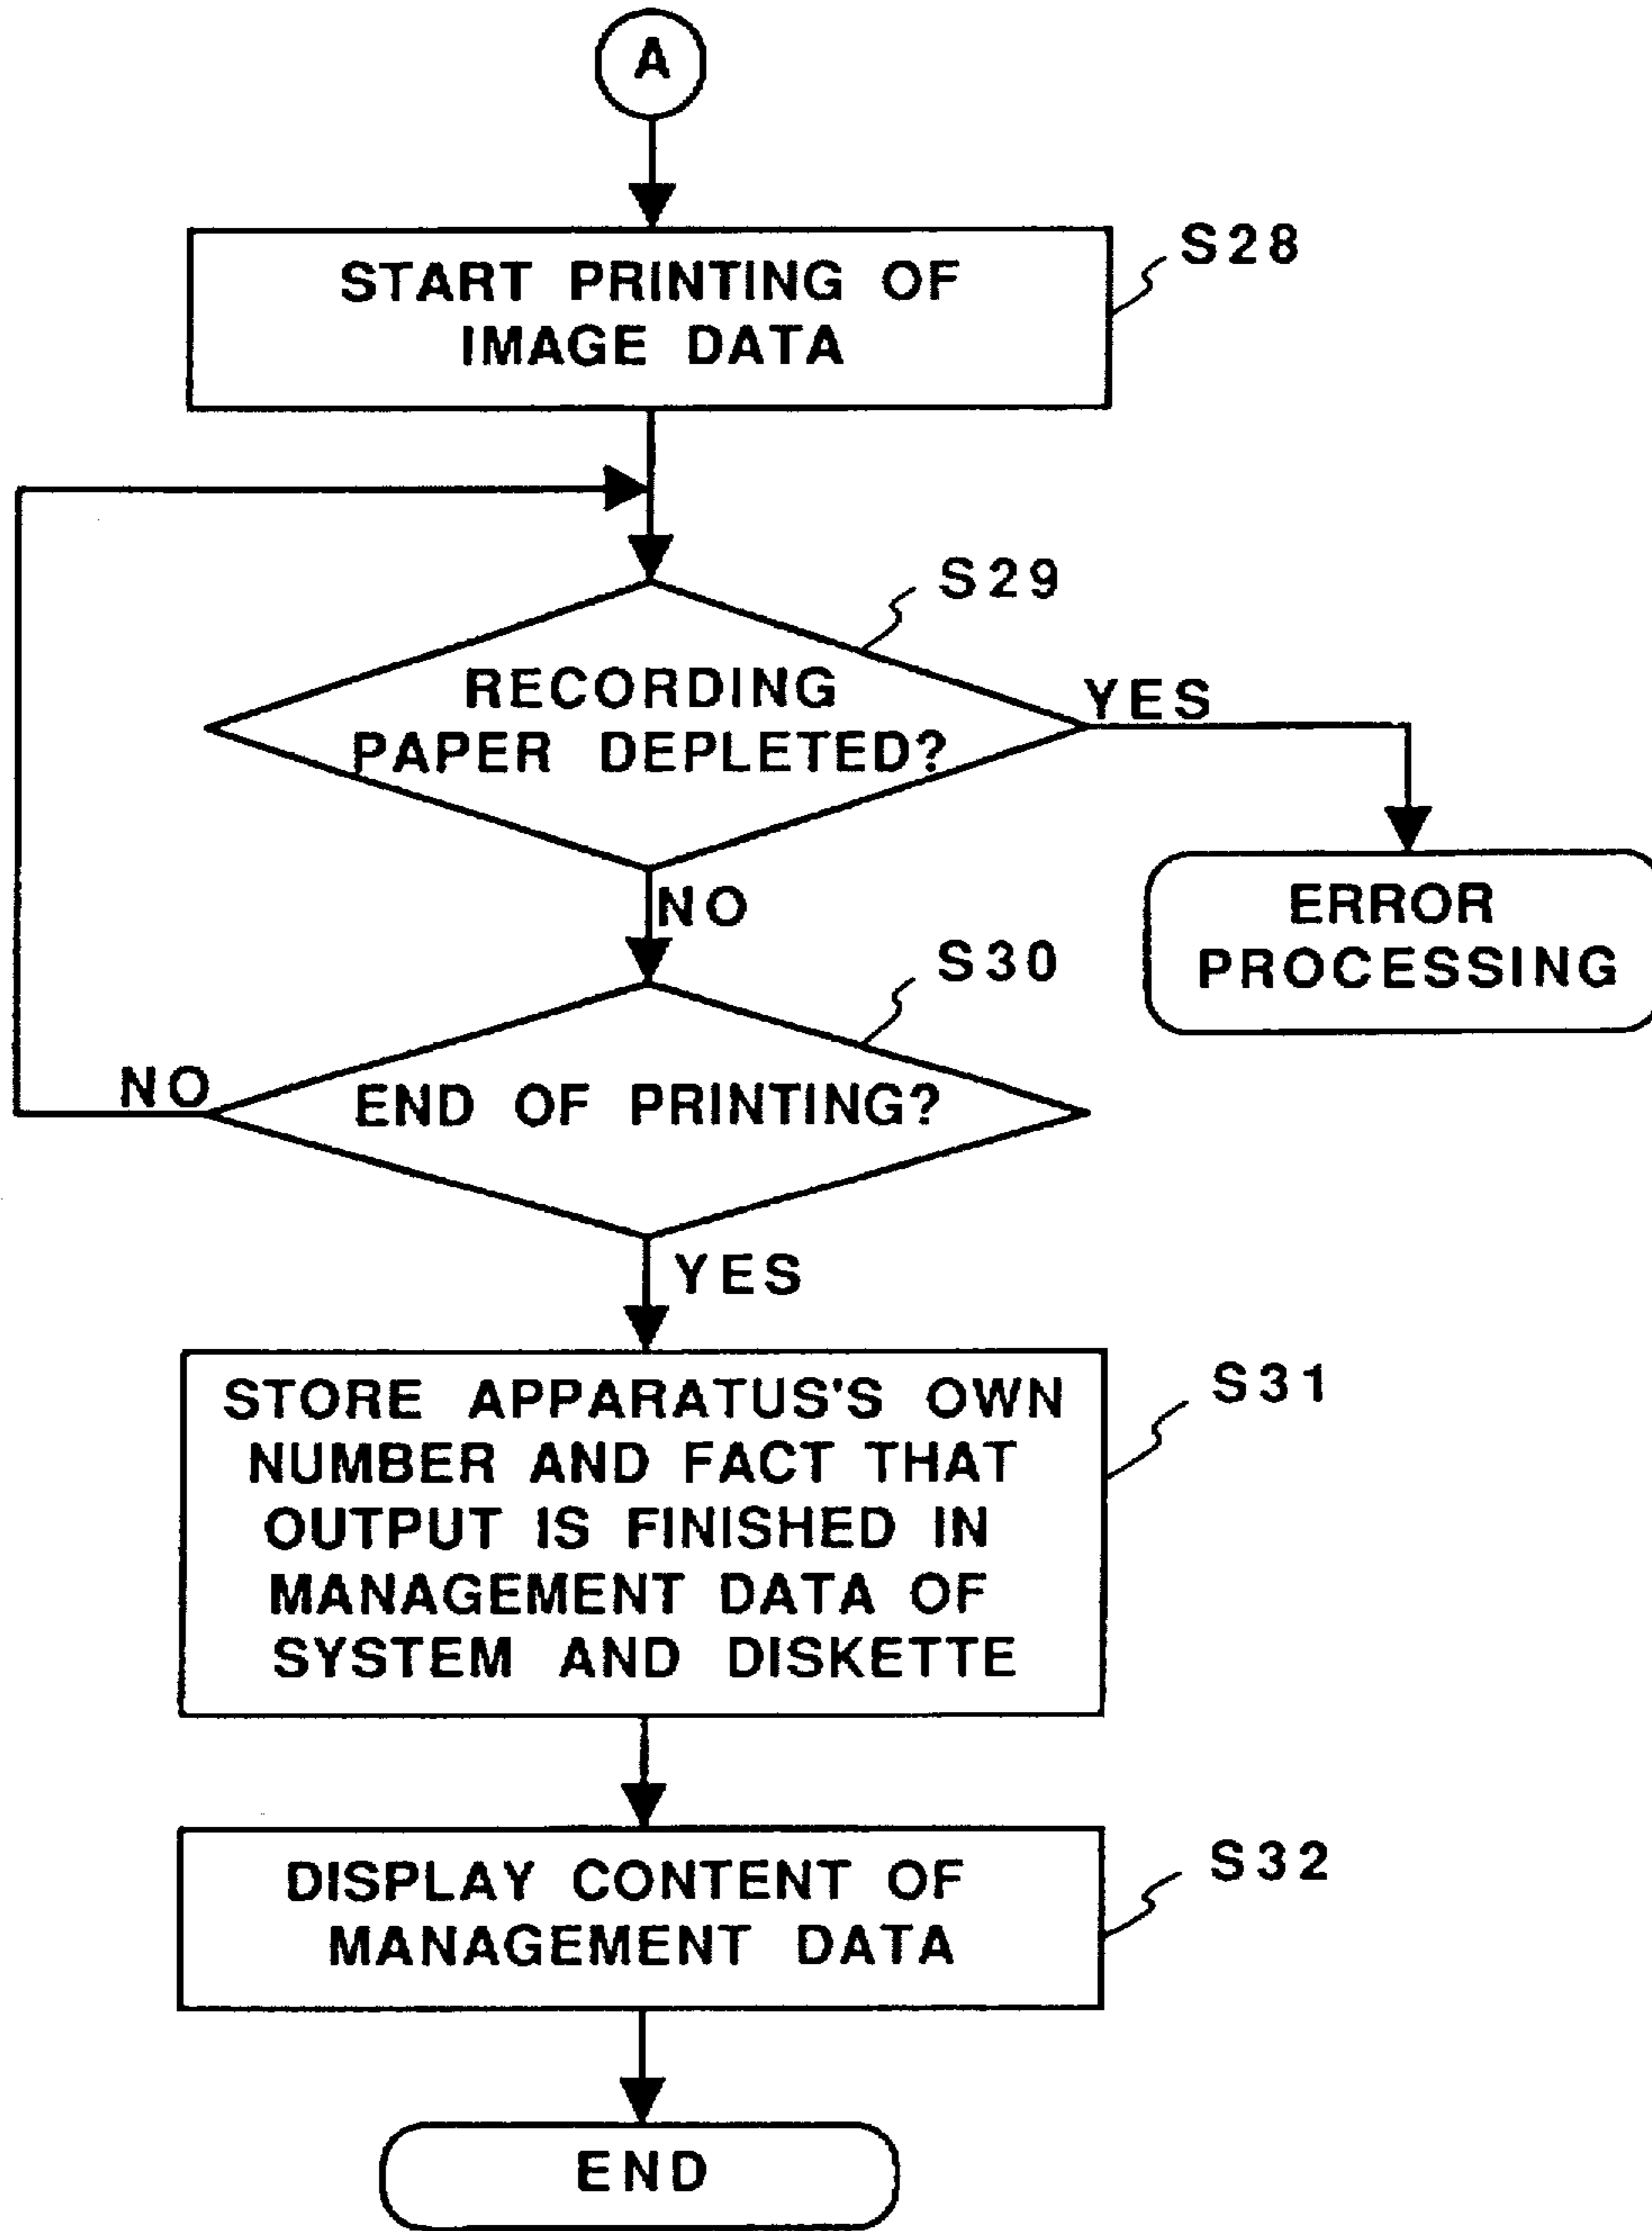 A
START PRINTING OF
IMAGE DATA
S28
S29
RECORDING
PAPER DEPLETED?
YES
NO
ERROR
PROCESSING
S30
END OF PRINTING?
NO
YES
STORE APPARATUS'S OWN
NUMBER AND FACT THAT
OUTPUT IS FINISHED IN
MANAGEMENT DATA OF
SYSTEM AND DISKETTE
S31
DISPLAY CONTENT OF
MANAGEMENT DATA
S32
END